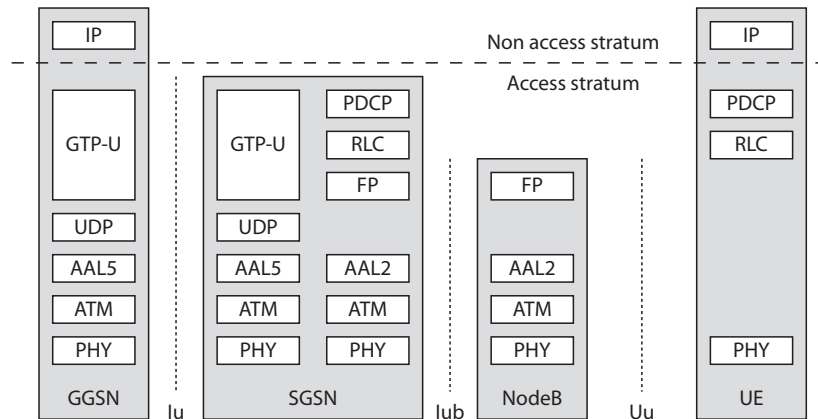 IP
Non access stratum
IP
Access stratum
GTP-U
GTP-U
PDCP
PDCP
RLC
RLC
FP
FP
UDP
UDP
AAL5
AAL5
AAL2
AAL2
ATM
ATM
ATM
ATM
PHY
PHY
PHY
PHY
PHY
GGSN
Iu
SGSN
Iub
NodeB
Uu
UE